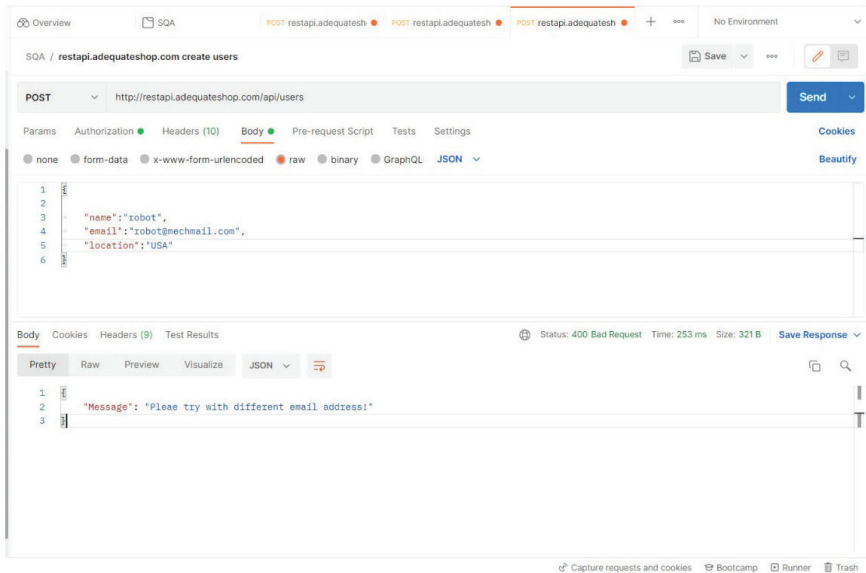 Overview SQA POST restapi.adequatesh POST restapi.adequatesh POST restapi.adequatesh No Environment
SQA / restapi.adequateshop.com create users Save
POST http://restapi.adequateshop.com/api/users Send
Params Authorization Headers (10) Body Pre-request Script Tests Settings Cookies
none form-data x-www-form-urlencoded raw binary GraphQL JSON Beautify
1 {
2
3 "name":"robot",
4 "email":"robot@mechmail.com",
5 "location":"USA"
6 }
Body Cookies Headers (9) Test Results Status: 400 Bad Request Time: 253 ms Size: 321 B Save Response
Pretty Raw Preview Visualize JSON
1 {
2 "Message": "Pleae try with different email address!"
3 }
Capture requests and cookies Bootcamp Runner Trash